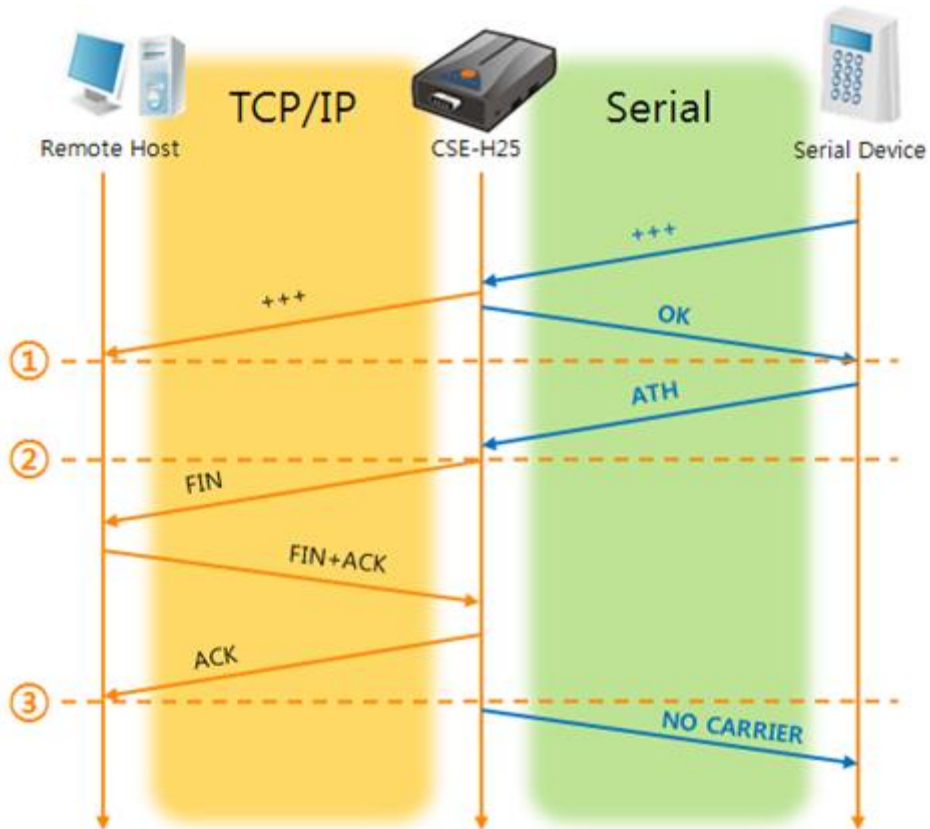 TCP/IP
Serial
Remote Host
CSE-H25
Serial Device
+++
+++
OK
①
ATH
②
FIN
FIN+ACK
ACK
③
NO CARRIER